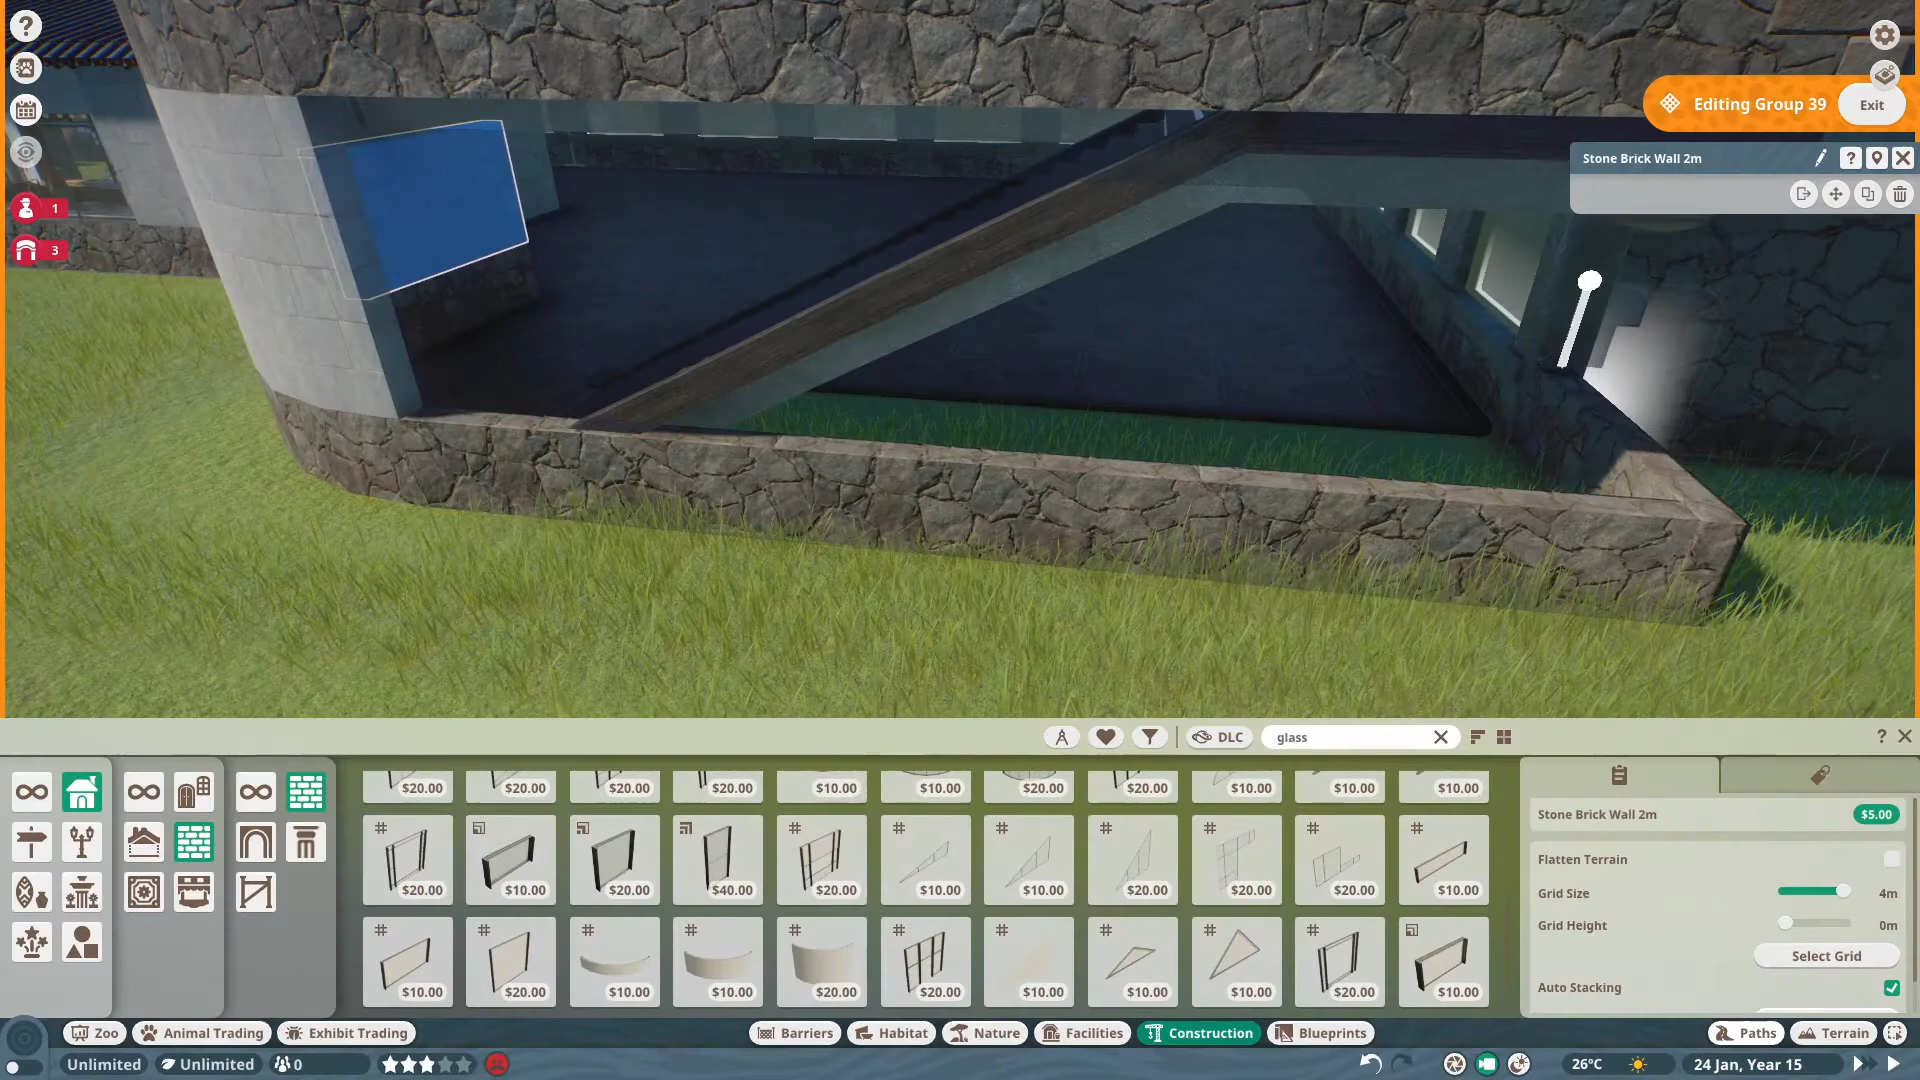 ?
Editing Group 39
Exit
Stone Brick Wall 2m
?
1
3
DLC
glass
?
$20.00 $20.00 $20.00 $20.00 $10.00 $10.00 $20.00 $20.00 $10.00 $10.00 $10.00
$20.00 $10.00 $20.00 $40.00 $20.00 $10.00 $10.00 $20.00 $20.00 $20.00 $10.00
$10.00 $20.00 $10.00 $10.00 $20.00 $20.00 $10.00 $10.00 $10.00 $20.00 $10.00
Stone Brick Wall 2m $5.00
Flatten Terrain
Grid Size 4m
Grid Height 0m
Select Grid
Auto Stacking
Zoo Animal Trading Exhibit Trading Barriers Habitat Nature Facilities Construction Blueprints Paths Terrain
Unlimited Unlimited 0 26°C 24 Jan, Year 15